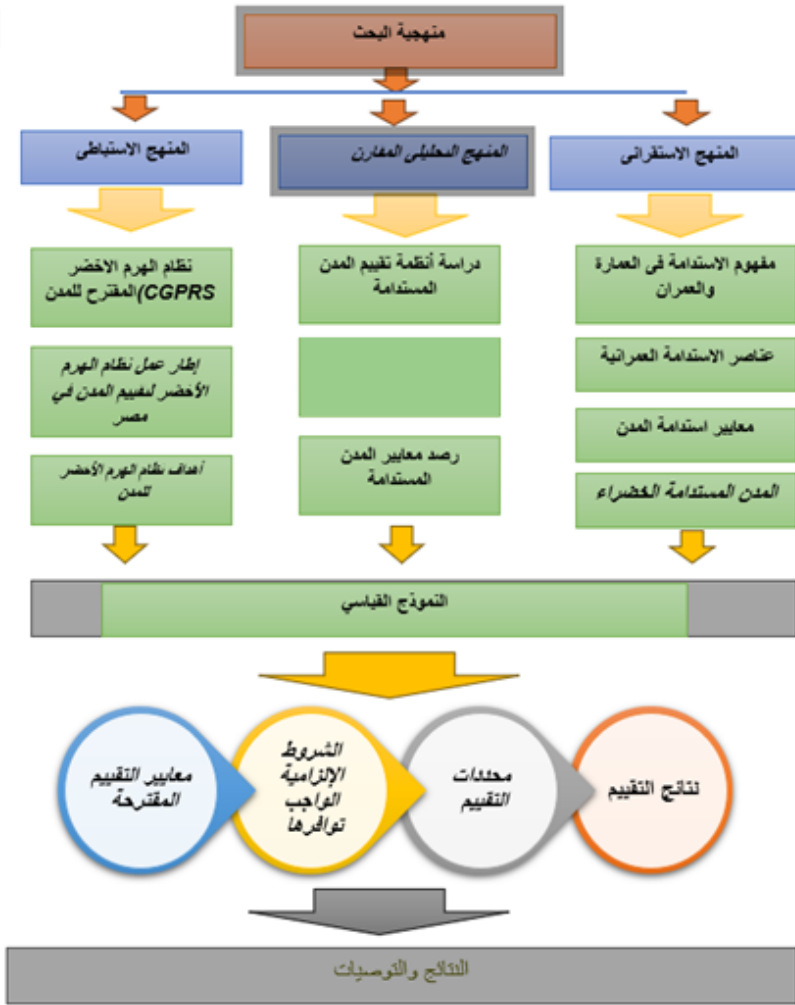 منهجية البحث
المنهج الاستقرائى
المنهج التحليلى المقارن
المنهج الاستباطى
مفهوم الاستدامة فى العمارة
والعمران
عناصر الاستدامة العمرانية
معايير استدامة المدن
المدن المستدامة الخضراء
دراسة أنظمة تقييم المدن
المستدامة
رصد معايير المدن
المستدامة
نظام الهرم الاخضر
CGPRS)المقترح للمدن
إطار عمل نظام الهرم
الأخضر لتقييم المدن في
مصر
أهداف نظام الهرم الأخضر
للمدن
النموذج القياسي
نتائج التقييم
محددات
التقييم
الشروط
الإلزامية
الواجب
توافرها
معايير التقييم
المقترحة
النتائج والتوصيات